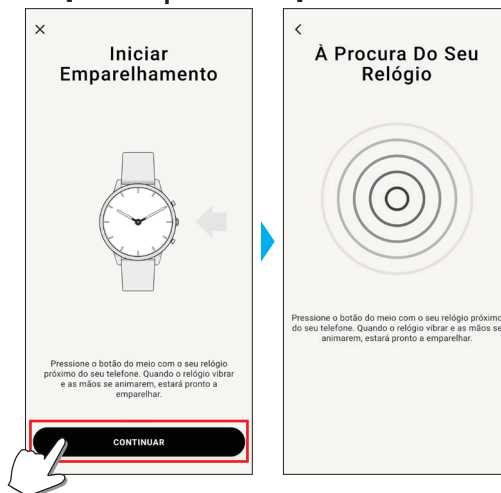 Iniciar
Emparelhamento
Pressione o botão do meio com o seu relógio
próximo do seu telefone. Quando o relógio vibrar
e as mãos se animarem, estará pronto a
emparelhar.
CONTINUAR
À Procura Do Seu
Relógio
Pressione o botão do meio com o seu relógio próximo
do seu telefone. Quando o relógio vibrar e as mãos se
animarem, estará pronto a emparelhar.